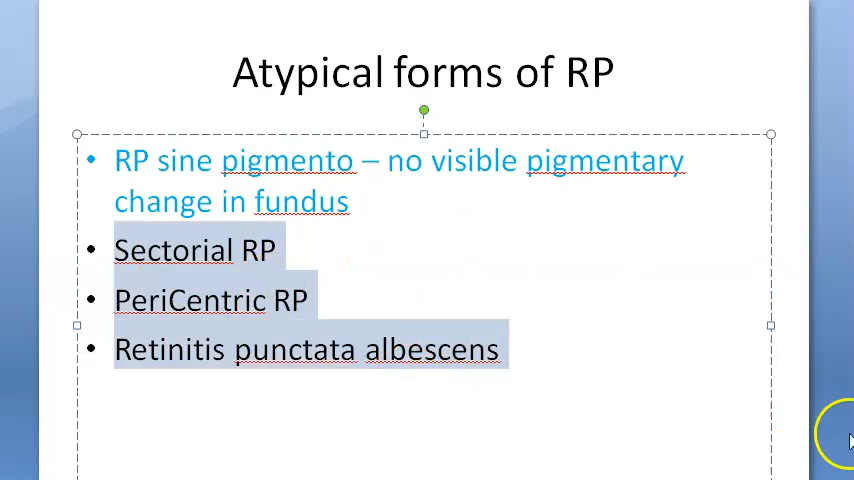 Atypical forms of RP
• RP sine pigmento – no visible pigmentary
change in fundus
• Sectorial RP
• PeriCentric RP
• Retinitis punctata albescens